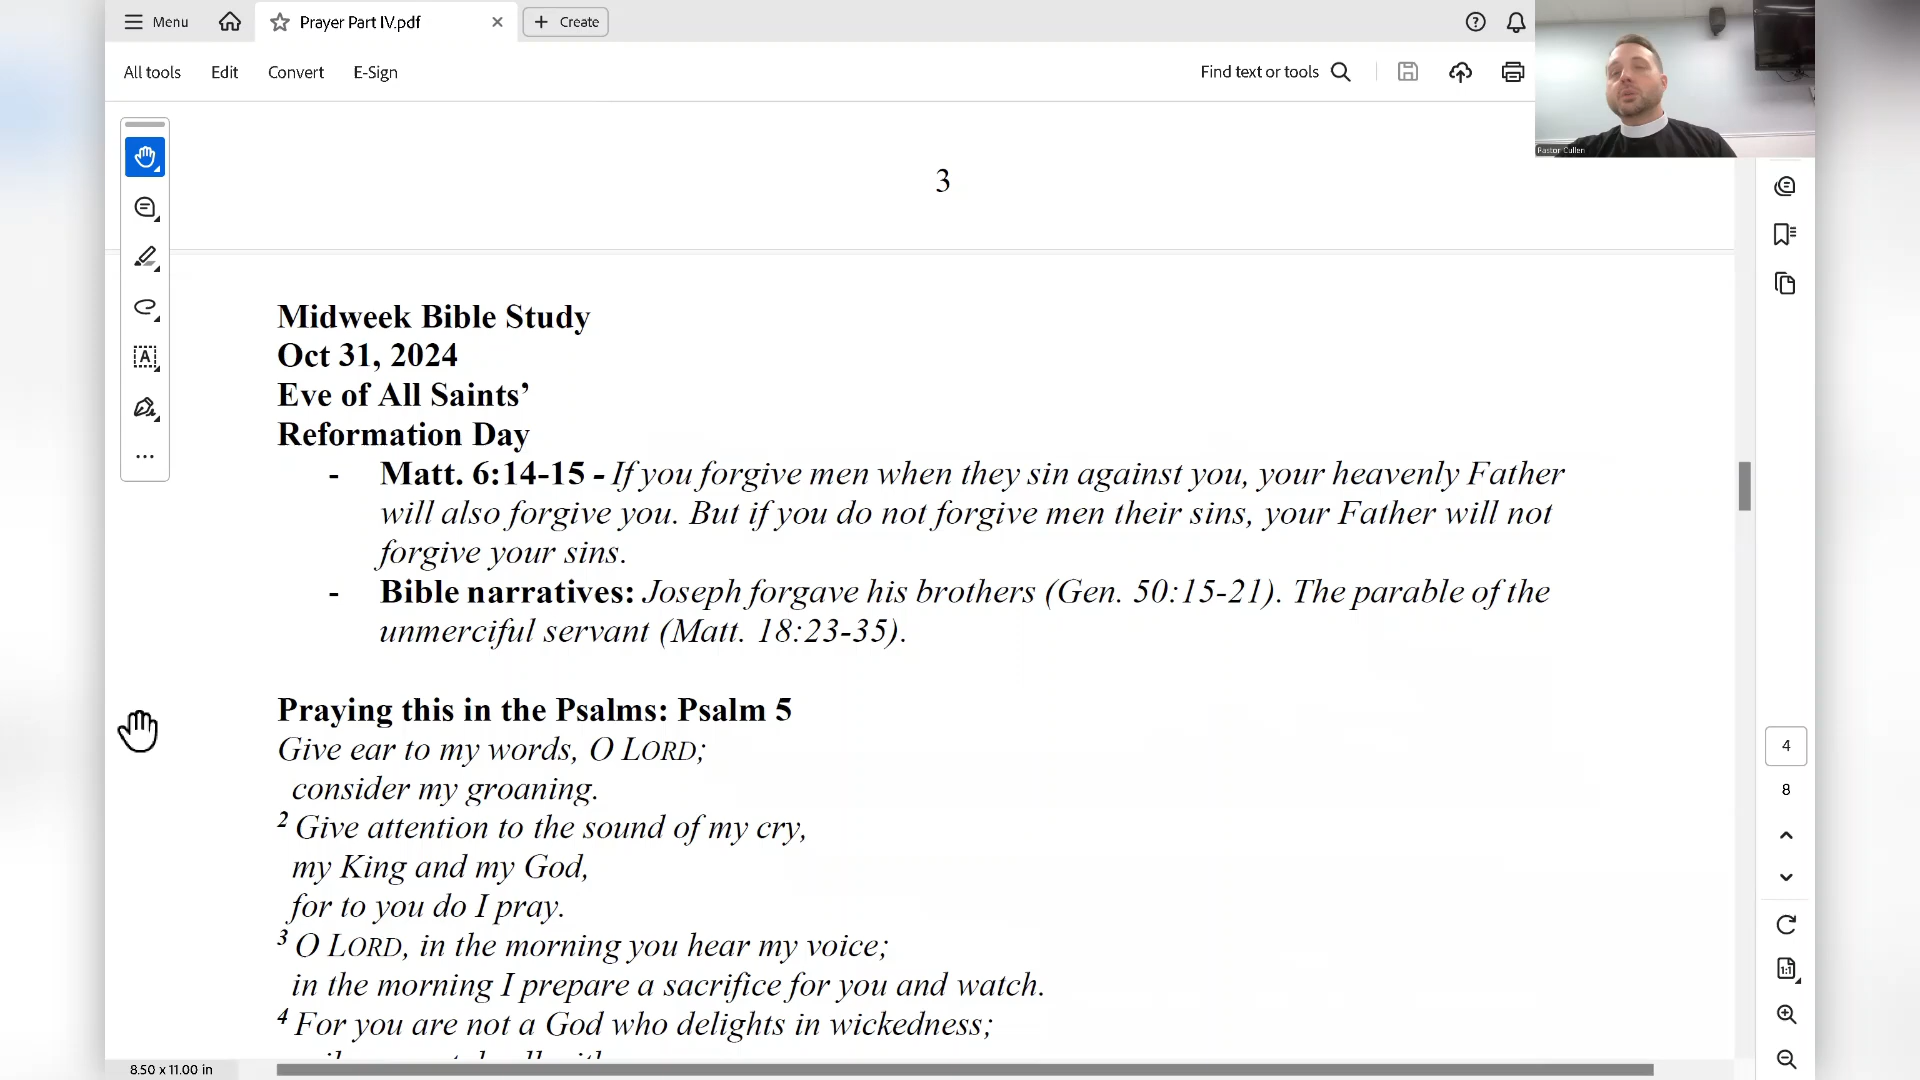 Menu
Prayer Part IV.pdf
Create
All tools
Edit
Convert
E-Sign
Find text or tools
Pastor Cullen
3
Midweek Bible Study
Oct 31, 2024
Eve of All Saints’
Reformation Day
- Matt. 6:14-15 - If you forgive men when they sin against you, your heavenly Father
will also forgive you. But if you do not forgive men their sins, your Father will not
forgive your sins.
- Bible narratives: Joseph forgave his brothers (Gen. 50:15-21). The parable of the
unmerciful servant (Matt. 18:23-35).
Praying this in the Psalms: Psalm 5
Give ear to my words, O LORD;
consider my groaning.
2 Give attention to the sound of my cry,
my King and my God,
for to you do I pray.
3 O LORD, in the morning you hear my voice;
in the morning I prepare a sacrifice for you and watch.
4 For you are not a God who delights in wickedness;
4
8
8.50 x 11.00 in